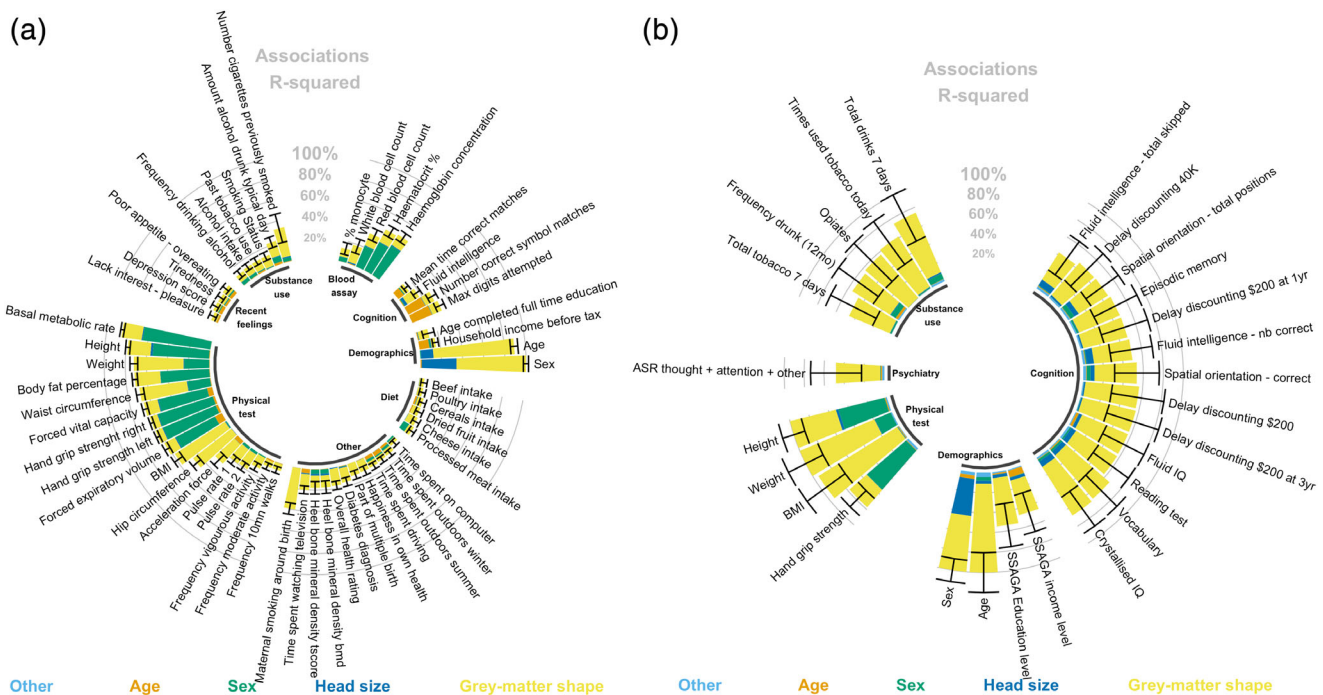 (a)
Associations
R-squared
100%
80%
60%
40%
20%
Number cigarettes previously smoked
Amount alcohol drunk typical day
Smoking Status
Past tobacco use
Alcohol intake
Frequency drinking alcohol
Substance
use
Poor appetite - overeating
Tiredness
Depression score
Lack interest - pleasure
Recent
feelings
% monocyte
White blood cell count
Red blood cell count
Haematocrit %
Haemoglobin concentration
Blood
assay
Mean time correct matches
Fluid intelligence
Number correct symbol matches
Max digits attempted
Cognition
Age completed full time education
Household income before tax
Age
Sex
Demographics
Beef intake
Poultry intake
Cereals intake
Dried fruit intake
Cheese intake
Processed meat intake
Diet
Time spent on computer
Time spent outdoors winter
Time spent outdoors summer
Time spent driving
Happiness in own health
Part of multiple birth
Diabetes diagnosis
Overall health rating
Heel bone mineral density bmd
Heel bone mineral density tscore
Time spent watching television
Maternal smoking around birth
Other
Basal metabolic rate
Height
Weight
Body fat percentage
Waist circumference
Forced vital capacity
Hand grip strenght right
Hand grip strength left
Forced expiratory volume
BMI
Hip circumference
Acceleration force
Pulse rate 1
Pulse rate 2
Frequency vigourous activity
Frequency moderate activity
Frequency 10mn walks
Physical
test
Other
Age
Sex
Head size
Grey-matter shape
(b)
Associations
R-squared
100%
80%
60%
40%
20%
Total drinks 7 days
Times used tobacco today
Opiates
Frequency drunk (12mo)
Total tobacco 7 days
Substance
use
ASR thought + attention + other
Psychiatry
Height
Weight
BMI
Hand grip strength
Physical
test
Sex
Age
SSAGA Education level
SSAGA income level
Demographics
Fluid intelligence - total skipped
Delay discounting 40K
Spatial orientation - total positions
Episodic memory
Delay discounting $200 at 1yr
Fluid intelligence - nb correct
Spatial orientation - correct
Delay discounting $200
Delay discounting $200 at 3yr
Fluid IQ
Reading test
Vocabulary
Crystallised IQ
Cognition
Other
Age
Sex
Head size
Grey-matter shape